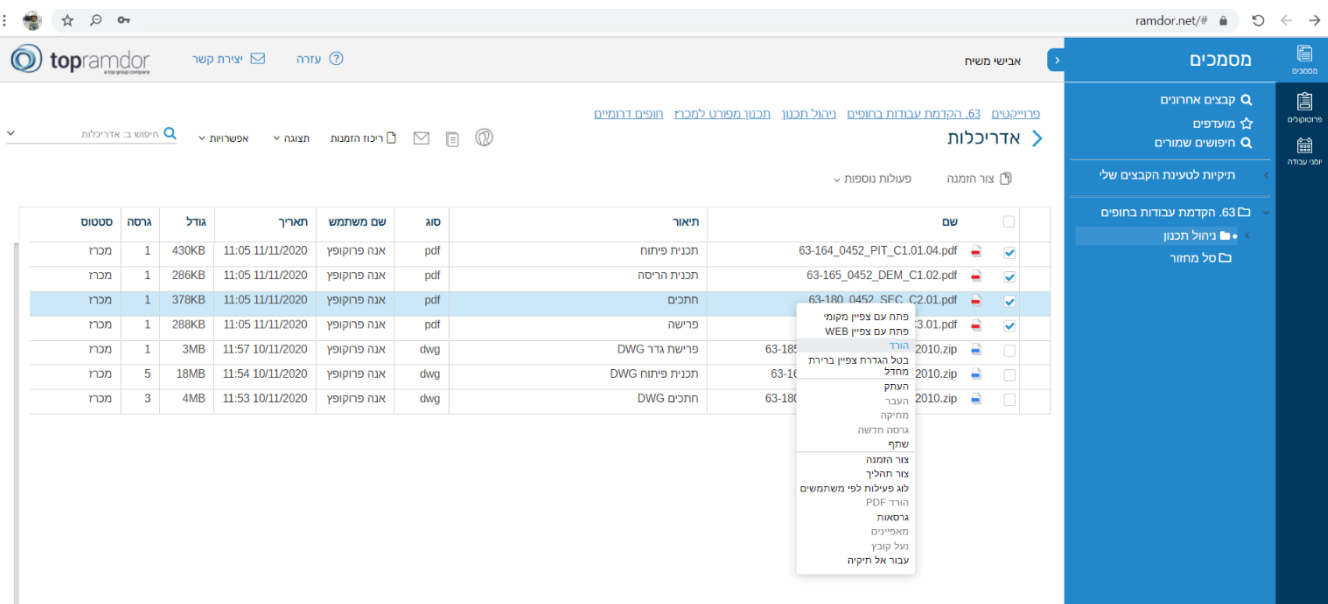 ramdor.net/#
topramdor
a top group company
יצירת קשר
עזרה
אבישי משיח
מסמכים
מסמכים
פרוטוקולים
יומני עבודה
קבצים אחרונים
מועדפים
חיפושים שמורים
תיקיות לטעינת הקבצים שלי
63. הקדמת עבודות בחופים
ניהול תכנון
סל מחזור
פרוייקטים 63. הקדמת עבודות בחופים ניהול תכנון תכנון מפורט למכרז חופים דרומיים
אדריכלות
ריכוז הזמנות
תצוגה
אפשרויות
חיפוש ב: אדריכלות
צור הזמנה
פעולות נוספות
שם תיאור סוג שם משתמש תאריך גודל גרסה סטטוס
63-164_0452_PIT_C1.01.04.pdf תכנית פיתוח pdf אנה פרוקופץ 11:05 11/11/2020 430KB 1 מכרז
63-165_0452_DEM_C1.02.pdf תכנית הריסה pdf אנה פרוקופץ 11:05 11/11/2020 286KB 1 מכרז
63-180_0452_SEC_C2.01.pdf חתכים pdf אנה פרוקופץ 11:05 11/11/2020 378KB 1 מכרז
C3.01.pdf פרישה pdf אנה פרוקופץ 11:05 11/11/2020 288KB 1 מכרז
63-185 2010.zip פרישת גדר DWG dwg אנה פרוקופץ 11:57 10/11/2020 3MB 1 מכרז
63-16 2010.zip תכנית פיתוח DWG dwg אנה פרוקופץ 11:54 10/11/2020 18MB 5 מכרז
63-180 2010.zip חתכים DWG dwg אנה פרוקופץ 11:53 10/11/2020 4MB 3 מכרז
פתח עם צפיין מקומי
פתח עם צפיין WEB
הורד
בטל הגדרת צפיין ברירת
מחדל
העתק
העבר
מחיקה
גרסה חדשה
שתף
צור הזמנה
צור תהליך
לוג פעילות לפי משתמשים
הורד PDF
גרסאות
מאפיינים
נעל קובץ
עבור אל תיקיה